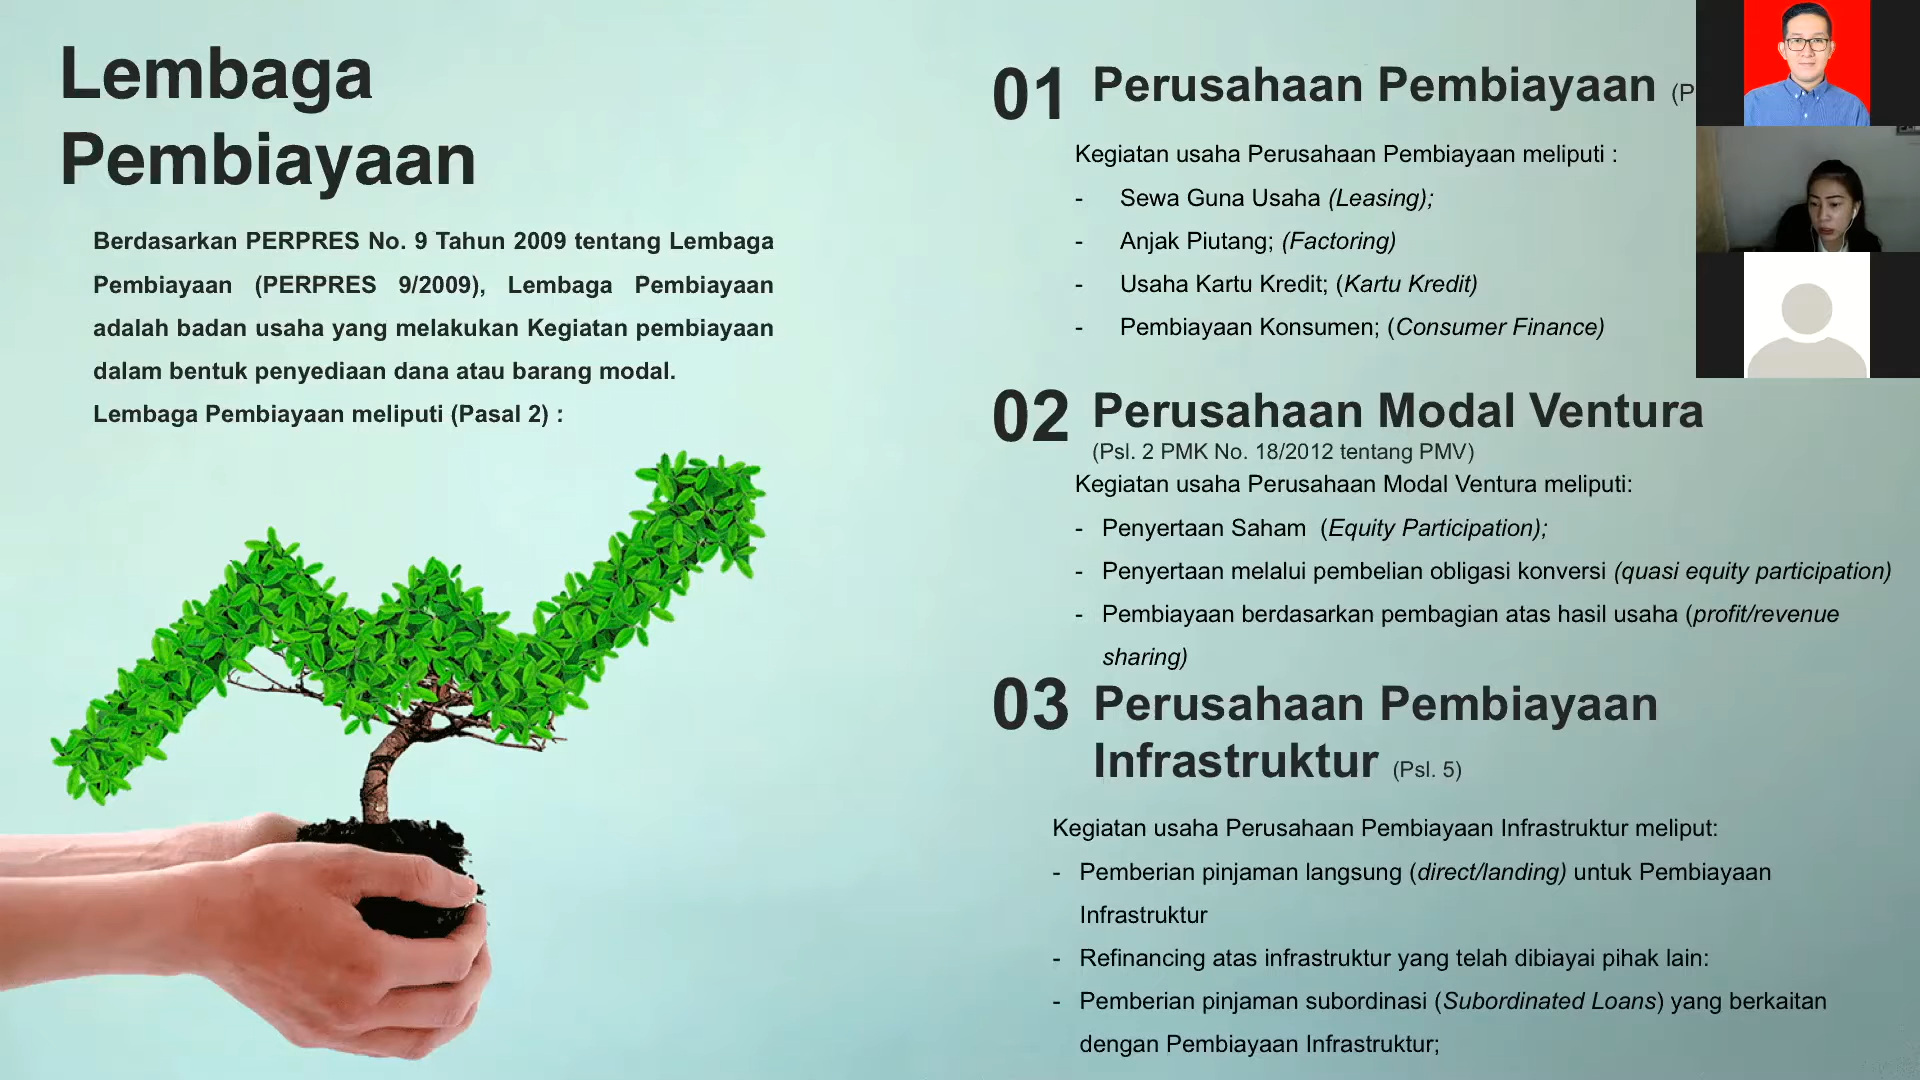 Lembaga
Pembiayaan
Berdasarkan PERPRES No. 9 Tahun 2009 tentang Lembaga
Pembiayaan (PERPRES 9/2009), Lembaga Pembiayaan
adalah badan usaha yang melakukan Kegiatan pembiayaan
dalam bentuk penyediaan dana atau barang modal.
Lembaga Pembiayaan meliputi (Pasal 2) :
01 Perusahaan Pembiayaan (P
Kegiatan usaha Perusahaan Pembiayaan meliputi :
- Sewa Guna Usaha (Leasing);
- Anjak Piutang; (Factoring)
- Usaha Kartu Kredit; (Kartu Kredit)
- Pembiayaan Konsumen; (Consumer Finance)
02 Perusahaan Modal Ventura
(Psl. 2 PMK No. 18/2012 tentang PMV)
Kegiatan usaha Perusahaan Modal Ventura meliputi:
- Penyertaan Saham (Equity Participation);
- Penyertaan melalui pembelian obligasi konversi (quasi equity participation)
- Pembiayaan berdasarkan pembagian atas hasil usaha (profit/revenue
sharing)
03 Perusahaan Pembiayaan
Infrastruktur (Psl. 5)
Kegiatan usaha Perusahaan Pembiayaan Infrastruktur meliput:
- Pemberian pinjaman langsung (direct/landing) untuk Pembiayaan
Infrastruktur
- Refinancing atas infrastruktur yang telah dibiayai pihak lain:
- Pemberian pinjaman subordinasi (Subordinated Loans) yang berkaitan
dengan Pembiayaan Infrastruktur;